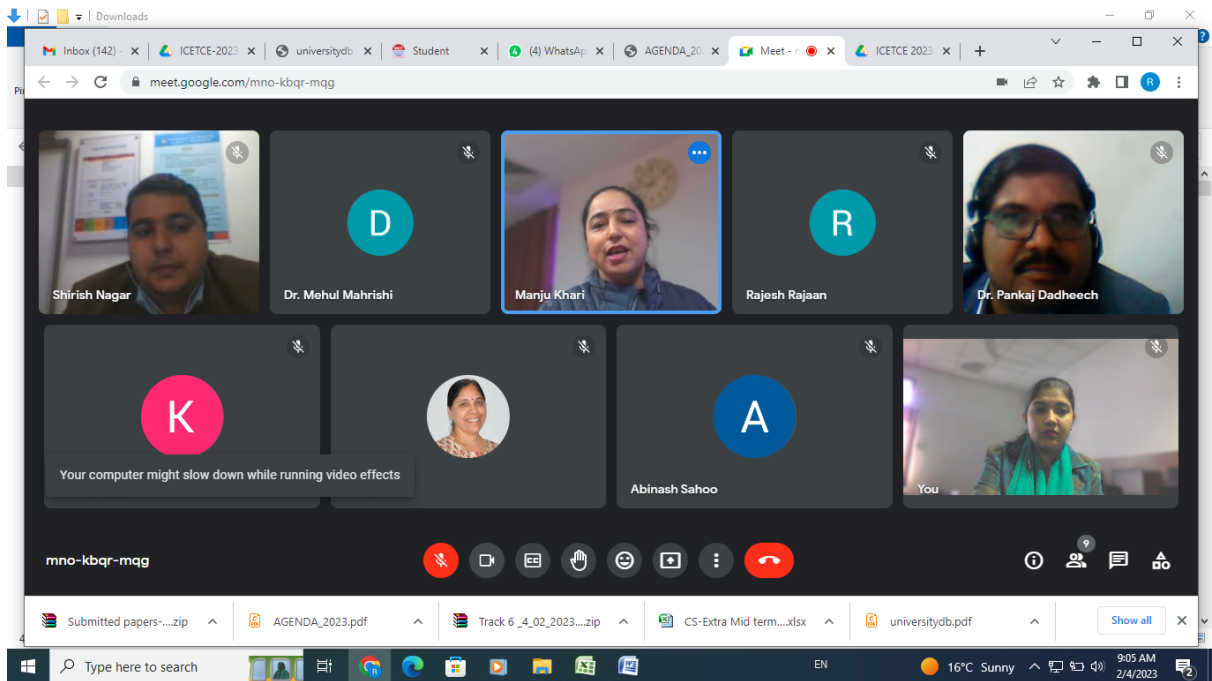 Downloads
Inbox (142) -
ICETCE-2023
universitydb.
Student
(4) WhatsAp
AGENDA_20
Meet -
ICETCE 2023
meet.google.com/mno-kbqr-mqg
R
Shirish Nagar
D
Dr. Mehul Mahrishi
Manju Khari
R
Rajesh Rajaan
Dr. Pankaj Dadheech
K
Your computer might slow down while running video effects
A
Abinash Sahoo
You
mno-kbqr-mqg
9
Submitted papers-....zip
AGENDA_2023.pdf
Track 6 _4_02_2023....zip
CS-Extra Mid term....xlsx
universitydb.pdf
Show all
Type here to search
EN
16°C Sunny
9:05 AM
2/4/2023
2